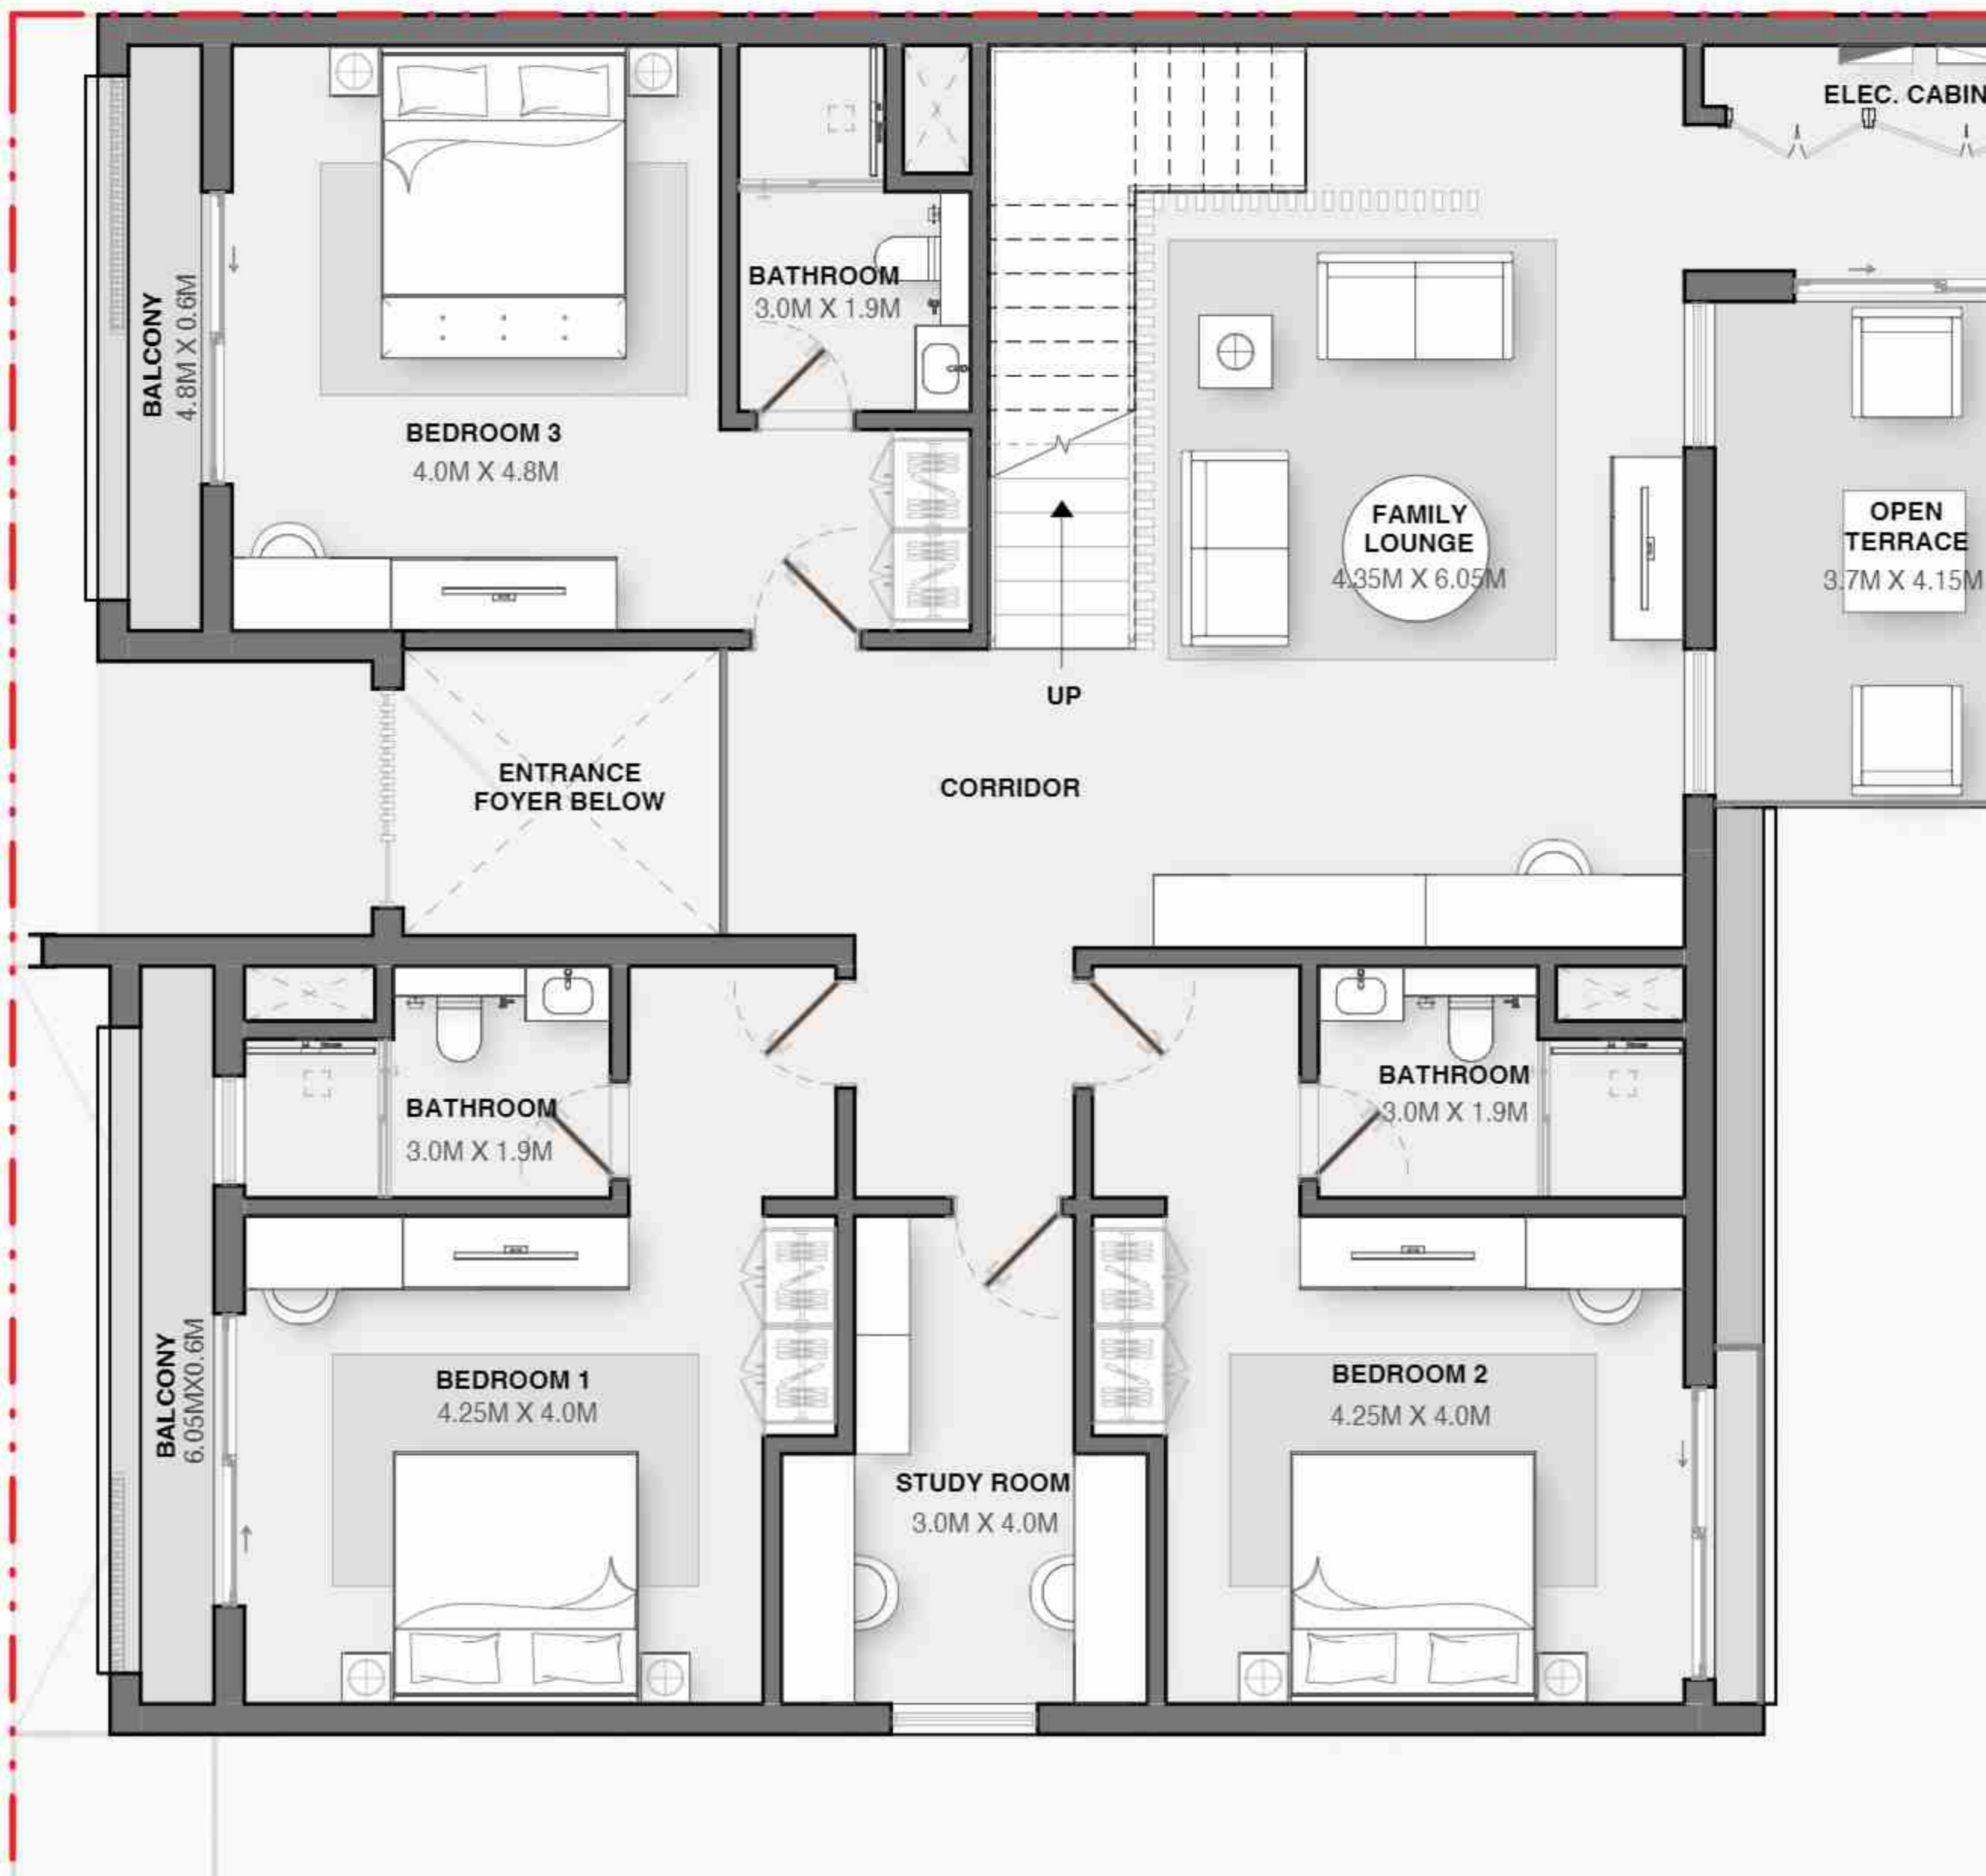 ELEC. CABIN
BATHROOM
3.0M X 1.9M
BALCONY
4.8M X 0.6M
BEDROOM 3
4.0M X 4.8M
FAMILY
LOUNGE
4.35M X 6.05M
OPEN
TERRACE
3.7M X 4.15M
UP
ENTRANCE
FOYER BELOW
CORRIDOR
BATHROOM
3.0M X 1.9M
BATHROOM
3.0M X 1.9M
BALCONY
6.05MX0.6M
BEDROOM 1
4.25M X 4.0M
BEDROOM 2
4.25M X 4.0M
STUDY ROOM
3.0M X 4.0M